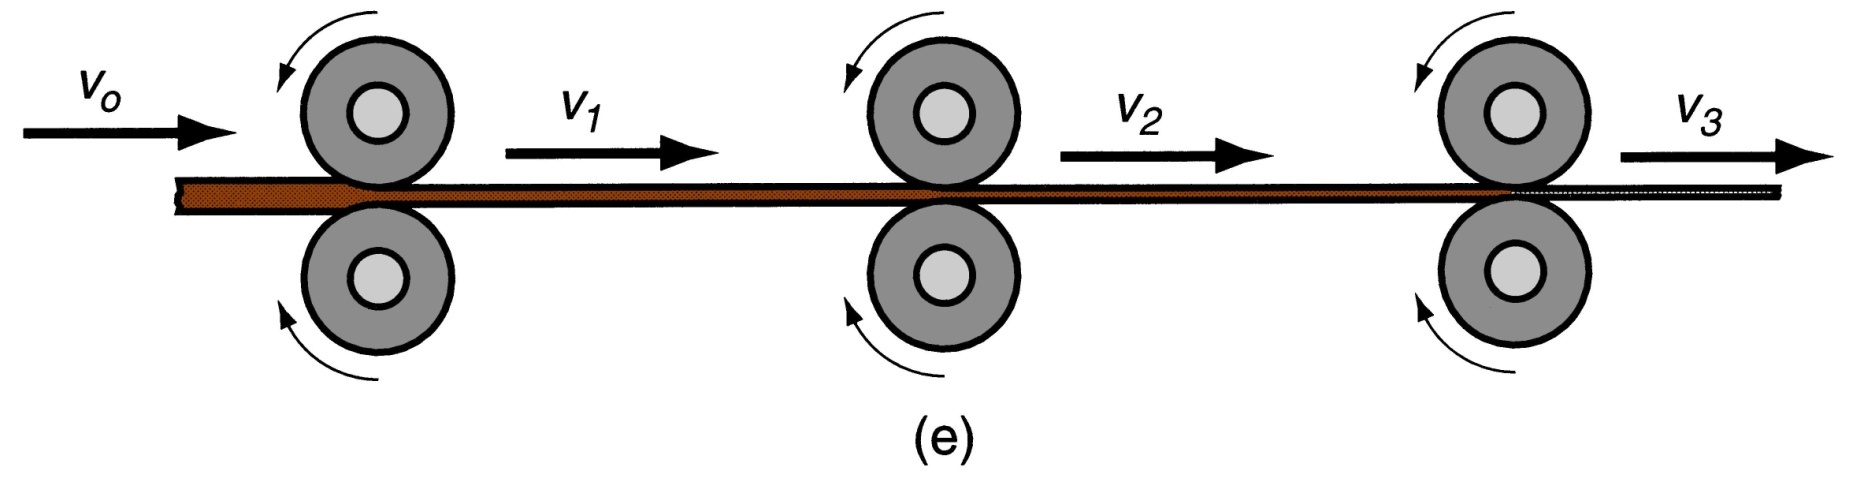 v₀
v₁
v₂
v₃
(e)